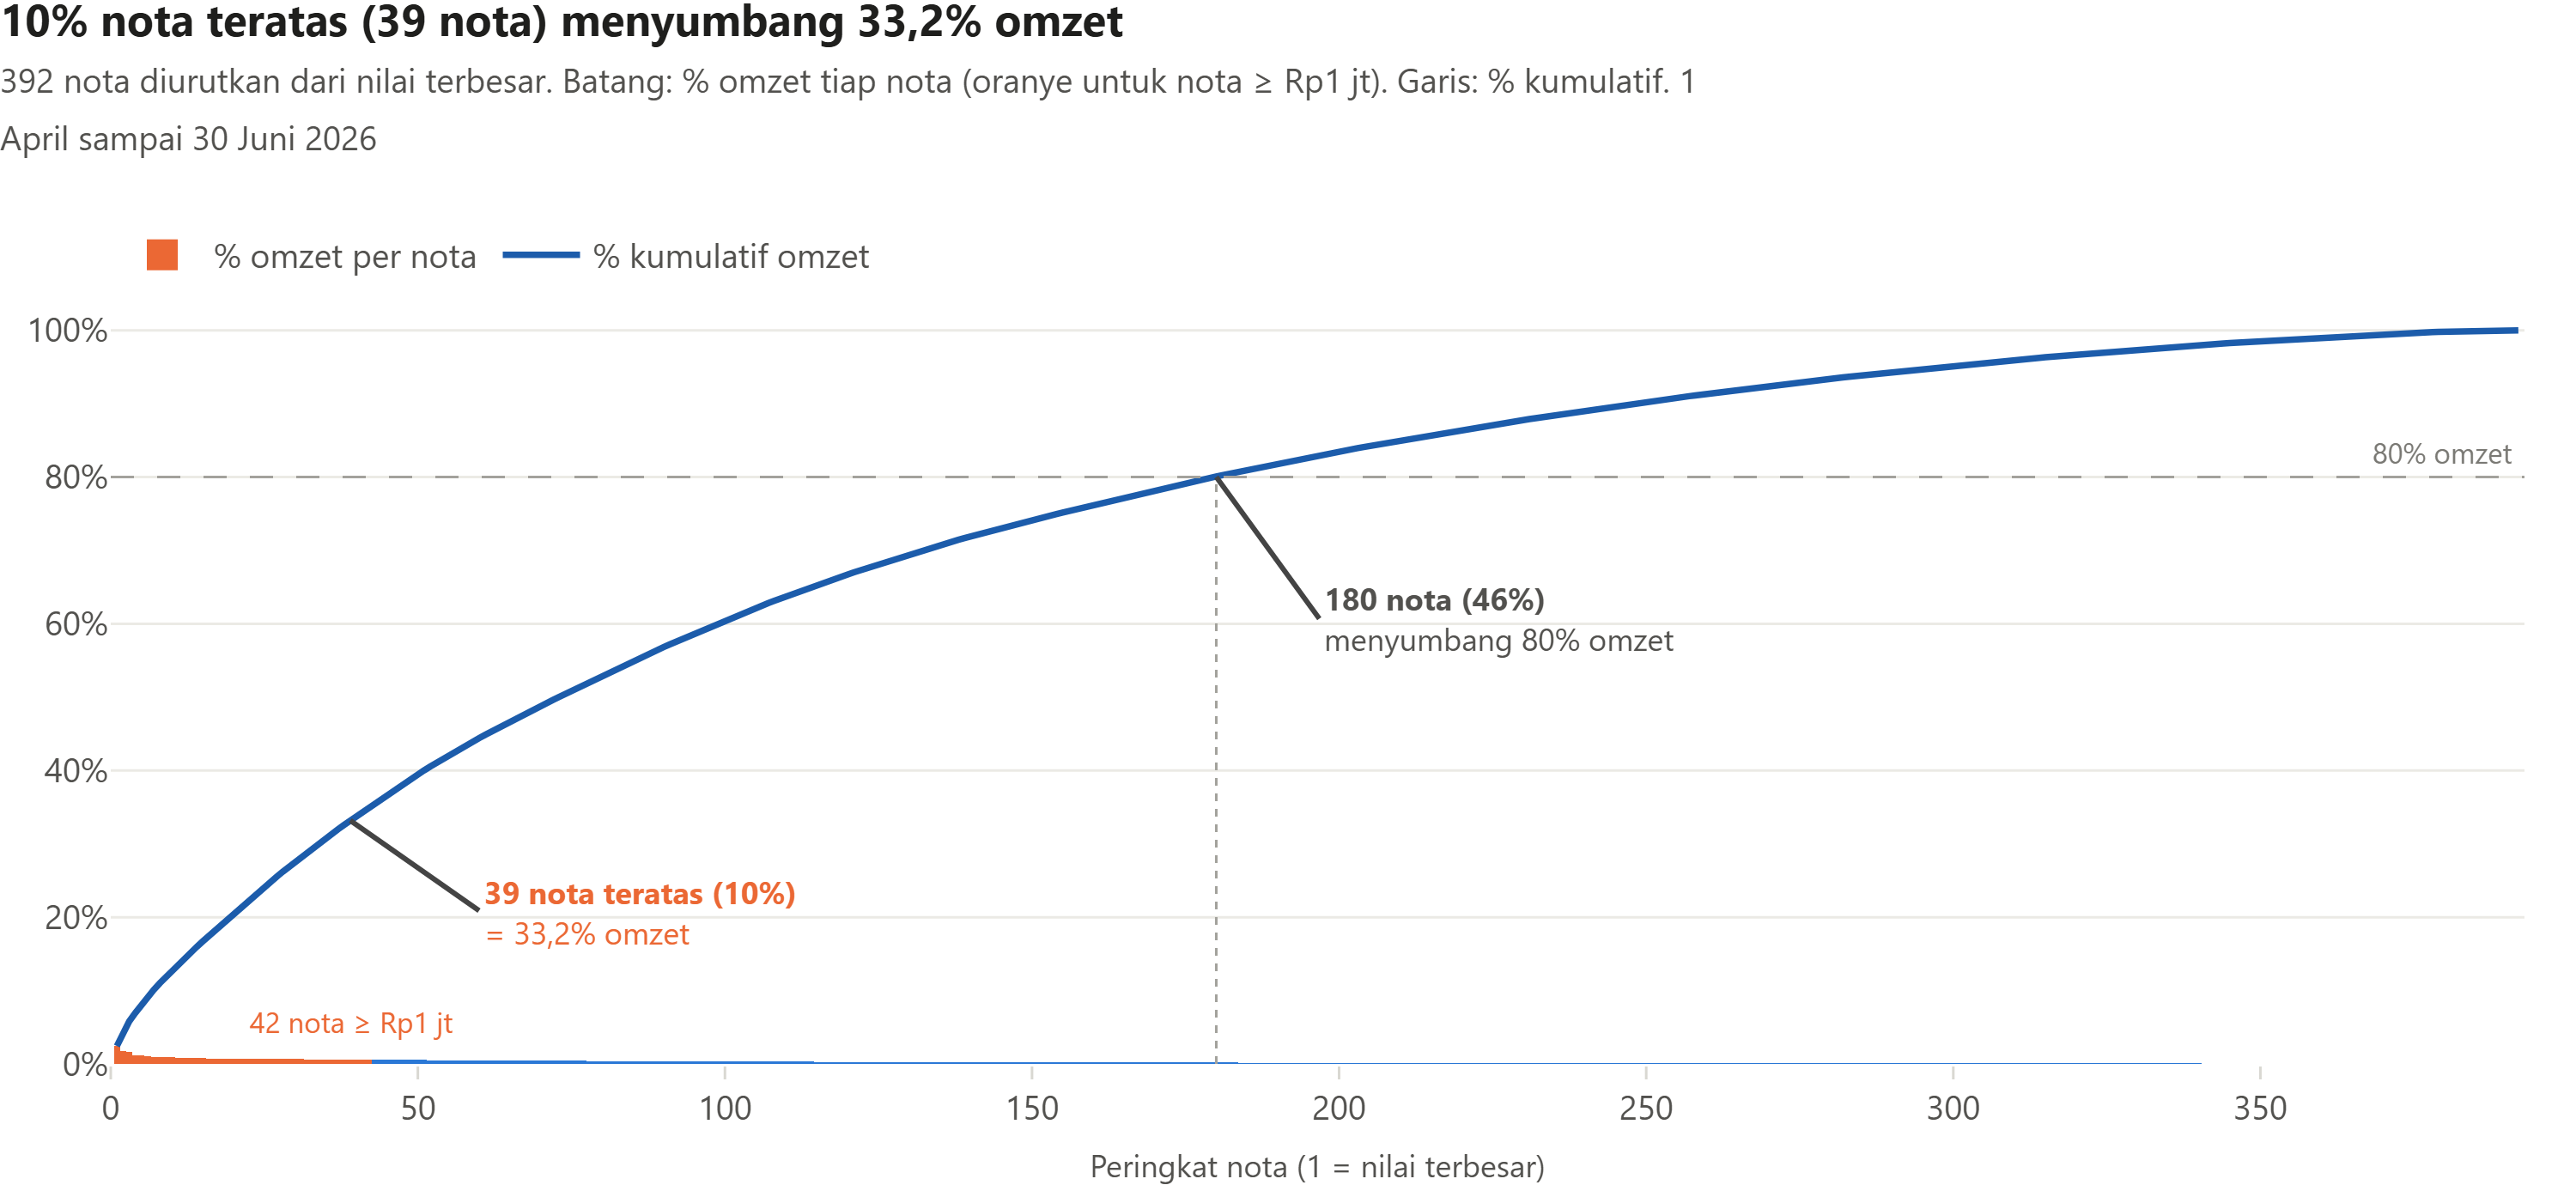 10% nota teratas (39 nota) menyumbang 33,2% omzet
392 nota diurutkan dari nilai terbesar. Batang: % omzet tiap nota (oranye untuk nota ≥ Rp1 jt). Garis: % kumulatif. 1
April sampai 30 Juni 2026
% omzet per nota
% kumulatif omzet
100%
80%
80% omzet
60%
180 nota (46%)
menyumbang 80% omzet
40%
20%
39 nota teratas (10%)
= 33,2% omzet
42 nota ≥ Rp1 jt
0%
0 50 100 150 200 250 300 350
Peringkat nota (1 = nilai terbesar)